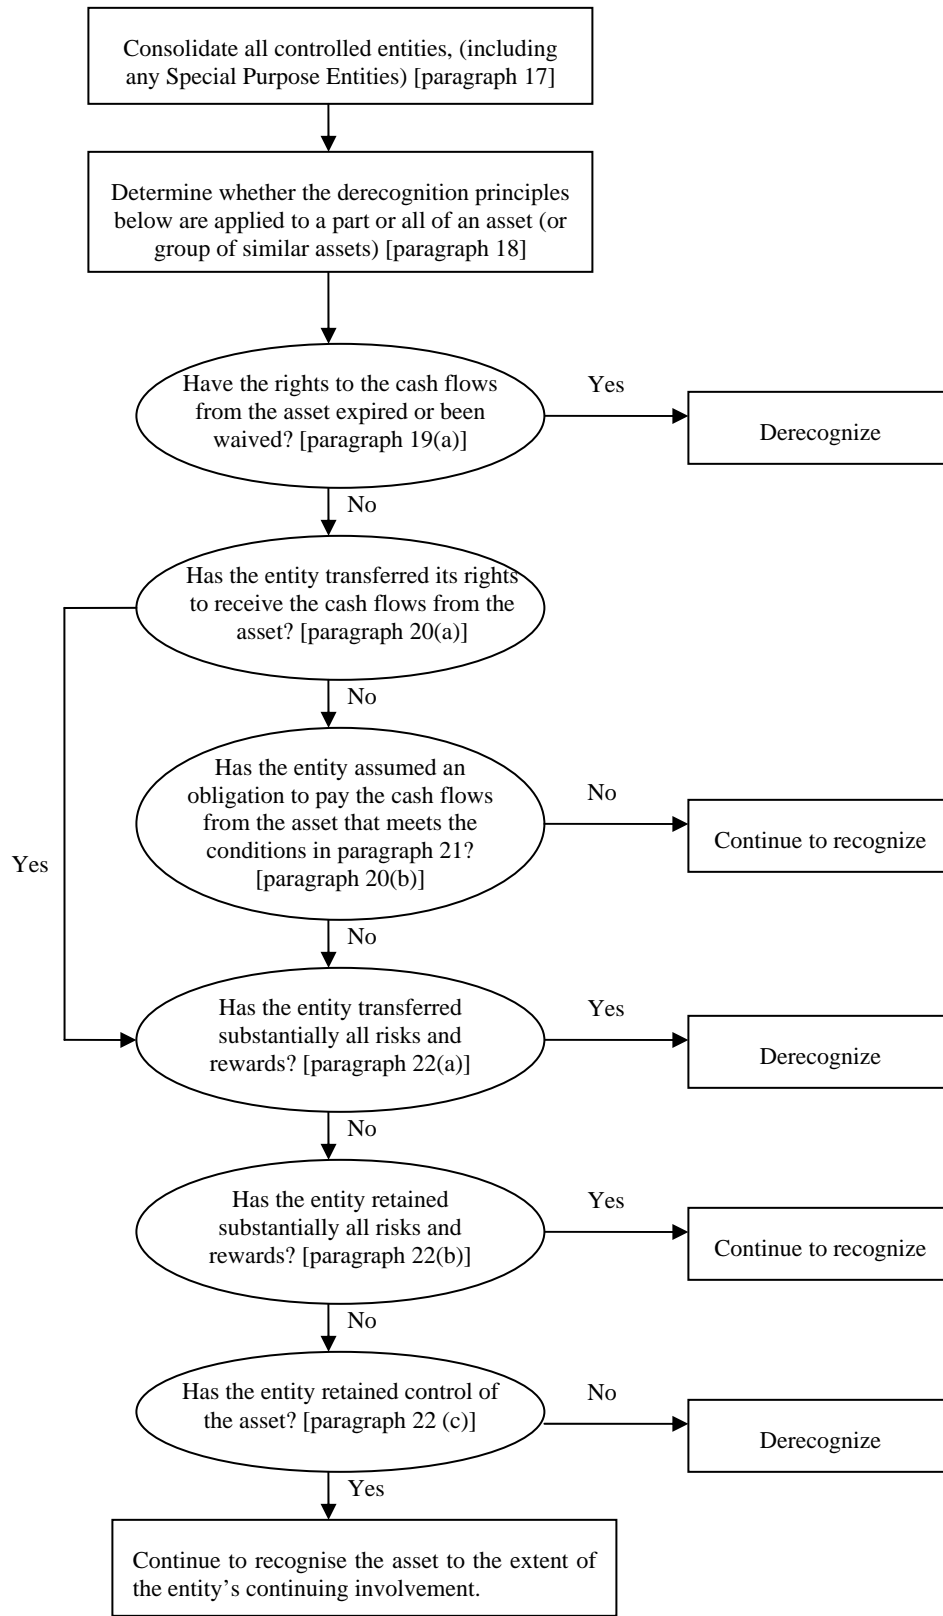 Consolidate all controlled entities, (including
any Special Purpose Entities) [paragraph 17]
Determine whether the derecognition principles
below are applied to a part or all of an asset (or
group of similar assets) [paragraph 18]
Have the rights to the cash flows
from the asset expired or been
waived? [paragraph 19(a)]
Yes
Derecognize
No
Has the entity transferred its rights
to receive the cash flows from the
asset? [paragraph 20(a)]
Yes
No
Has the entity assumed an
obligation to pay the cash flows
from the asset that meets the
conditions in paragraph 21?
[paragraph 20(b)]
No
Continue to recognize
No
Has the entity transferred
substantially all risks and
rewards? [paragraph 22(a)]
Yes
Derecognize
No
Has the entity retained
substantially all risks and
rewards? [paragraph 22(b)]
Yes
Continue to recognize
No
Has the entity retained control of
the asset? [paragraph 22 (c)]
No
Derecognize
Yes
Continue to recognise the asset to the extent of
the entity’s continuing involvement.